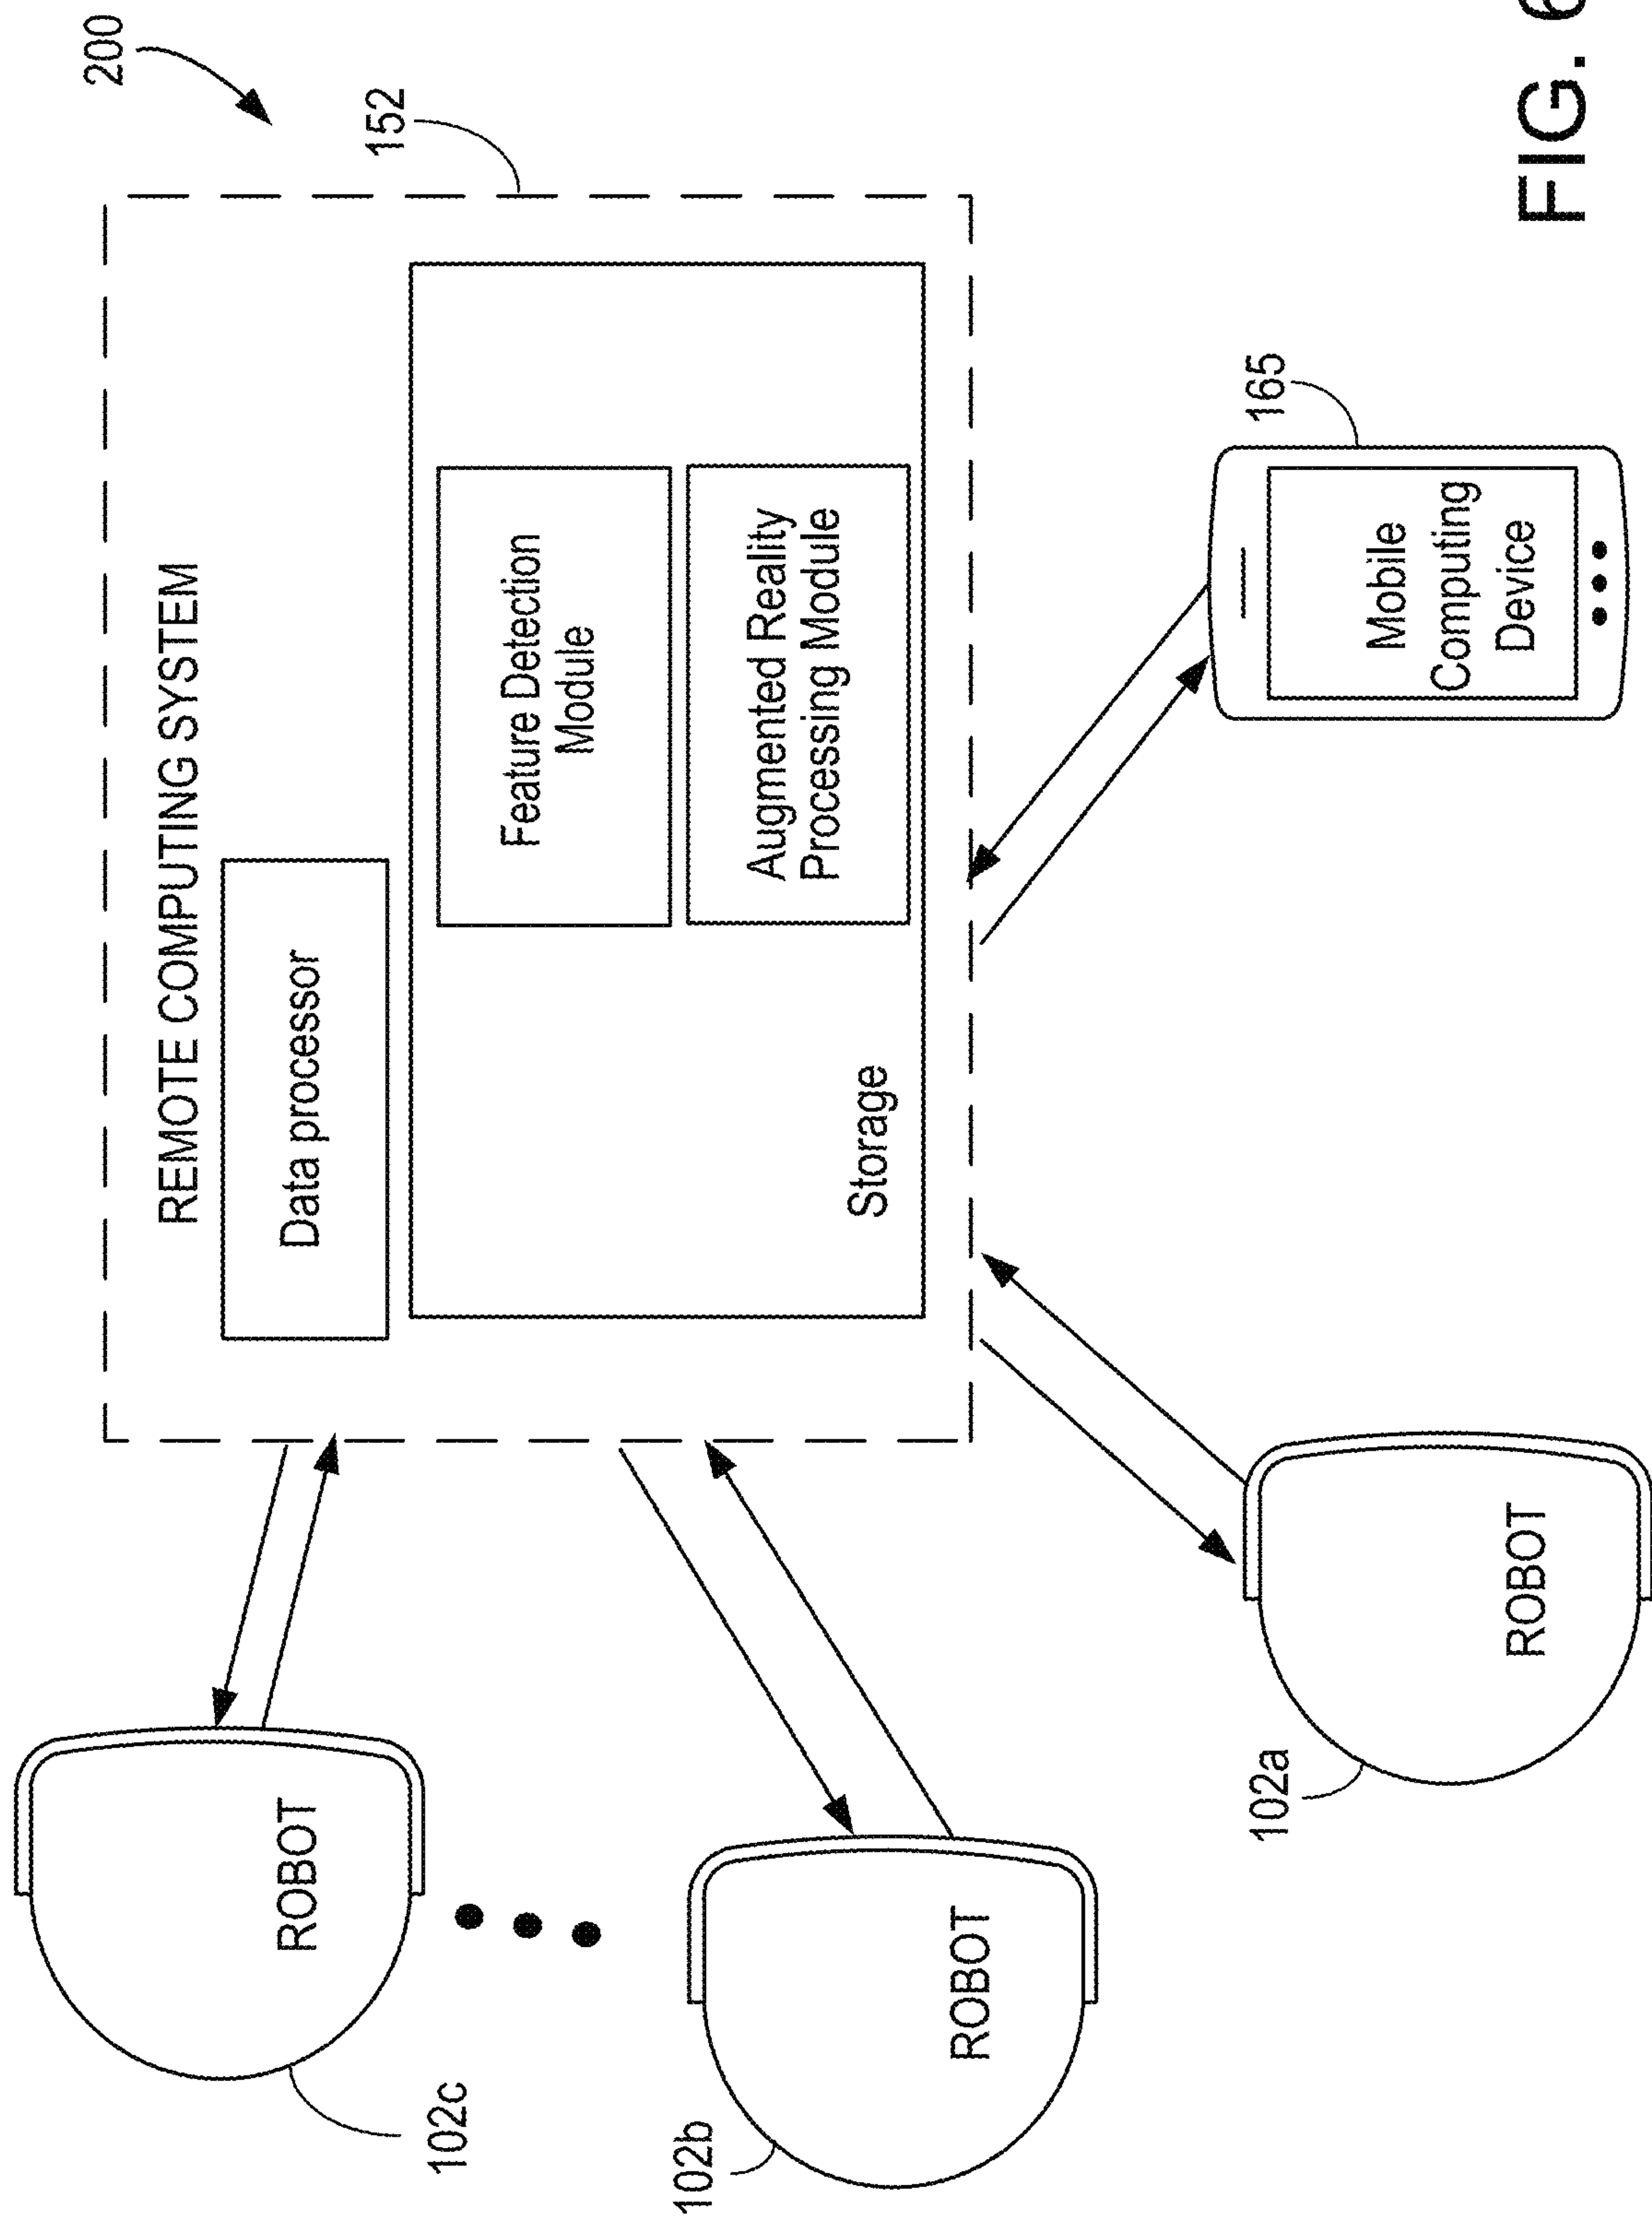 200
152
REMOTE COMPUTING SYSTEM
Data processor
Feature Detection
Module
Augmented Reality
Processing Module
Storage
102c
ROBOT
102b
ROBOT
102a
ROBOT
165
Mobile
Computing
Device
FIG. 6